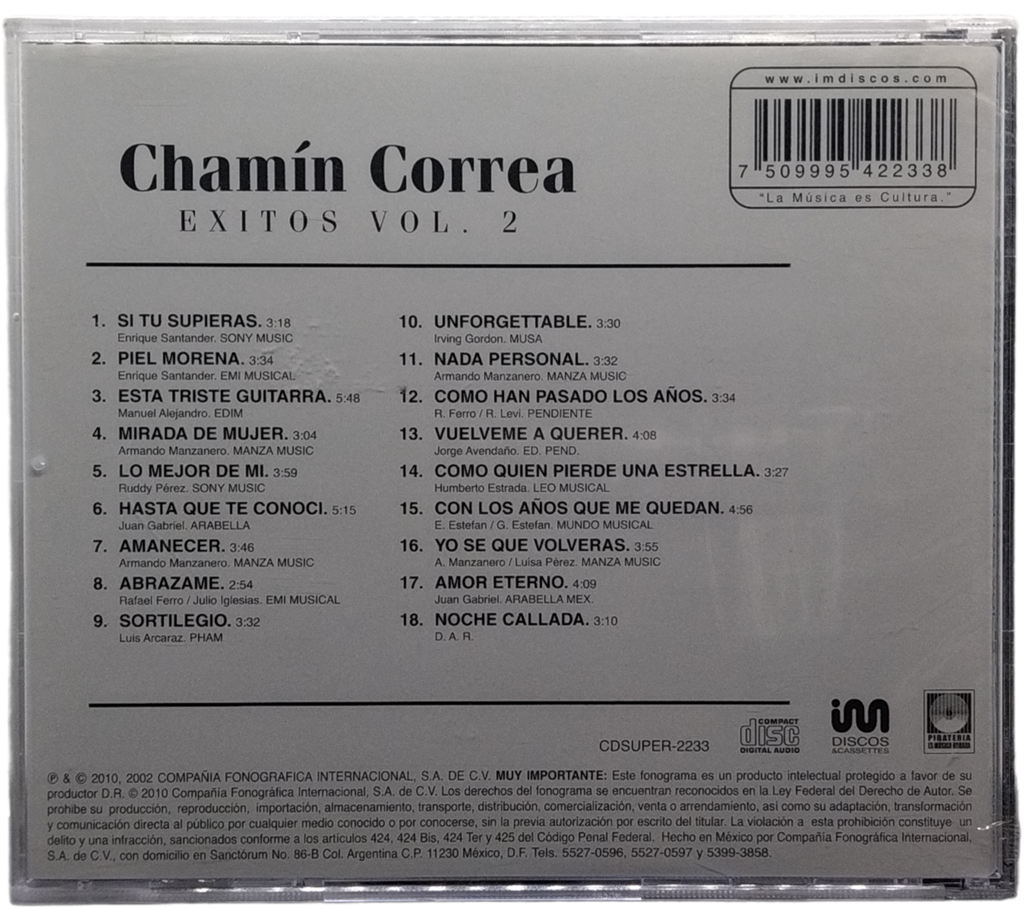 www.imdiscos.com
7 509995 422338
"La Música es Cultura."
Chamín Correa
EXITOS VOL. 2
1. SI TU SUPIERAS. 3:18
Enrique Santander. SONY MUSIC
2. PIEL MORENA. 3:34
Enrique Santander. EMI MUSICAL
3. ESTA TRISTE GUITARRA. 5:48
Manuel Alejandro. EDIM
4. MIRADA DE MUJER. 3:04
Armando Manzanero. MANZA MUSIC
5. LO MEJOR DE MI. 3:59
Ruddy Pérez. SONY MUSIC
6. HASTA QUE TE CONOCI. 5:15
Juan Gabriel. ARABELLA
7. AMANECER. 3:46
Armando Manzanero. MANZA MUSIC
8. ABRAZAME. 2:54
Rafael Ferro / Julio Iglesias. EMI MUSICAL
9. SORTILEGIO. 3:32
Luis Arcaraz. PHAM
10. UNFORGETTABLE. 3:30
Irving Gordon. MUSA
11. NADA PERSONAL. 3:32
Armando Manzanero. MANZA MUSIC
12. COMO HAN PASADO LOS AÑOS. 3:34
R. Ferro / R. Levi. PENDIENTE
13. VUELVEME A QUERER. 4:08
Jorge Avendaño. ED. PEND.
14. COMO QUIEN PIERDE UNA ESTRELLA. 3:27
Humberto Estrada. LEO MUSICAL
15. CON LOS AÑOS QUE ME QUEDAN. 4:56
E. Estefan / G. Estefan. MUNDO MUSICAL
16. YO SE QUE VOLVERAS. 3:55
A. Manzanero / Luisa Pérez. MANZA MUSIC
17. AMOR ETERNO. 4:09
Juan Gabriel. ARABELLA MEX.
18. NOCHE CALLADA. 3:10
D. A. R.
CDSUPER-2233
COMPACT
disc
DIGITAL AUDIO
im
DISCOS
&CASSETTES
PIRATERIA
ES MUSICA ROBADA
℗ & © 2010, 2002 COMPAÑIA FONOGRAFICA INTERNACIONAL, S.A. DE C.V. MUY IMPORTANTE: Este fonograma es un producto intelectual protegido a favor de su
productor D.R. © 2010 Compañía Fonográfica Internacional, S.A. de C.V. Los derechos del fonograma se encuentran reconocidos en la Ley Federal del Derecho de Autor. Se
prohibe su producción, reproducción, importación, almacenamiento, transporte, distribución, comercialización, venta o arrendamiento, así como su adaptación, transformación
y comunicación directa al público por cualquier medio conocido o por conocerse, sin la previa autorización por escrito del titular. La violación a esta prohibición constituye un
delito y una infracción, sancionados conforme a los artículos 424, 424 Bis, 424 Ter y 425 del Código Penal Federal. Hecho en México por Compañía Fonográfica Internacional,
S.A. de C.V., con domicilio en Sanctórum No. 86-B Col. Argentina C.P. 11230 México, D.F. Tels. 5527-0596, 5527-0597 y 5399-3858.